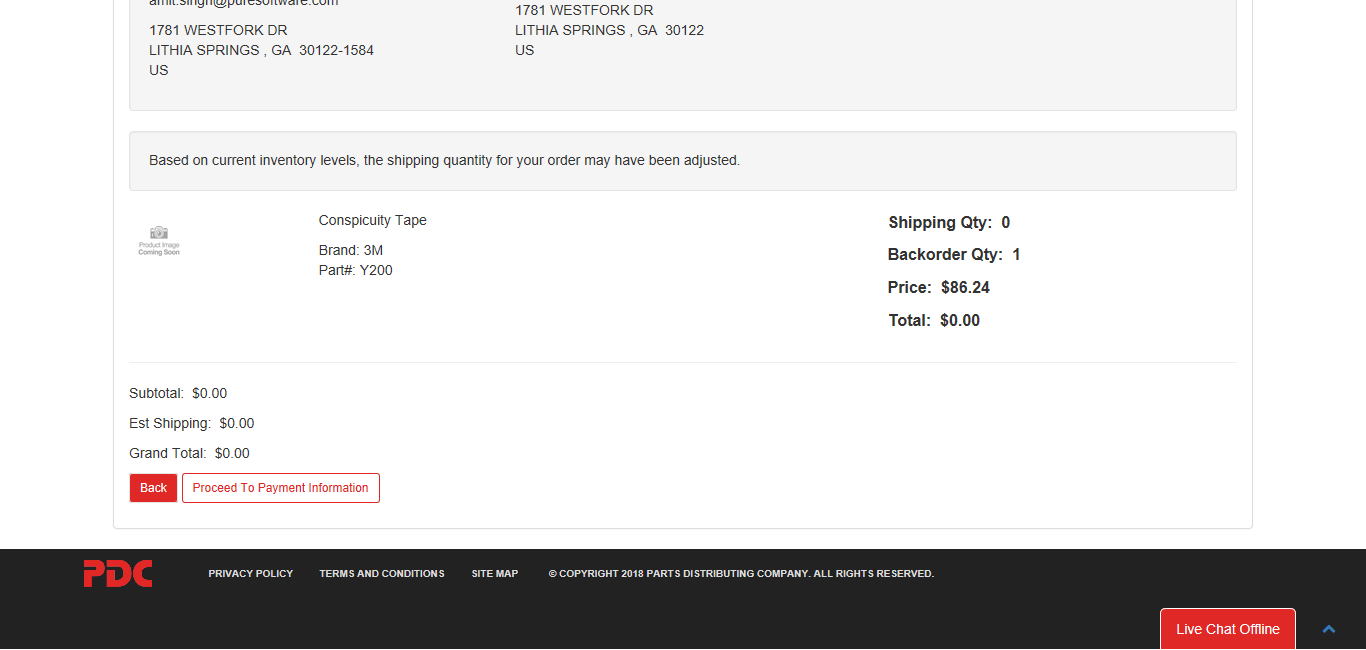 amit.singh@puresoftware.com
1781 WESTFORK DR
LITHIA SPRINGS , GA 30122-1584
US
1781 WESTFORK DR
LITHIA SPRINGS , GA 30122
US
Based on current inventory levels, the shipping quantity for your order may have been adjusted.
Product Image
Coming Soon
Conspicuity Tape
Brand: 3M
Part#: Y200
Shipping Qty: 0
Backorder Qty: 1
Price: $86.24
Total: $0.00
Subtotal: $0.00
Est Shipping: $0.00
Grand Total: $0.00
Back
Proceed To Payment Information
PDC
PRIVACY POLICY
TERMS AND CONDITIONS
SITE MAP
© COPYRIGHT 2018 PARTS DISTRIBUTING COMPANY. ALL RIGHTS RESERVED.
Live Chat Offline